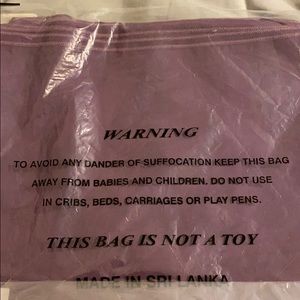 WARNING
TO AVOID ANY DANDER OF SUFFOCATION KEEP THIS BAG
AWAY FROM BABIES AND CHILDREN. DO NOT USE
IN CRIBS, BEDS, CARRIAGES OR PLAY PENS.
THIS BAG IS NOT A TOY
MADE IN SRI LANKA